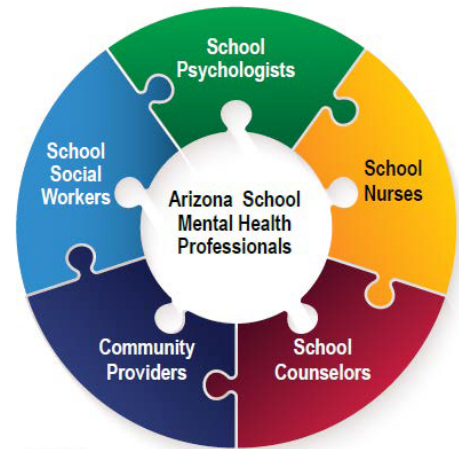 School
Psychologists
School
Social
Workers
Arizona School
Mental Health
Professionals
School
Nurses
Community
Providers
School
Counselors